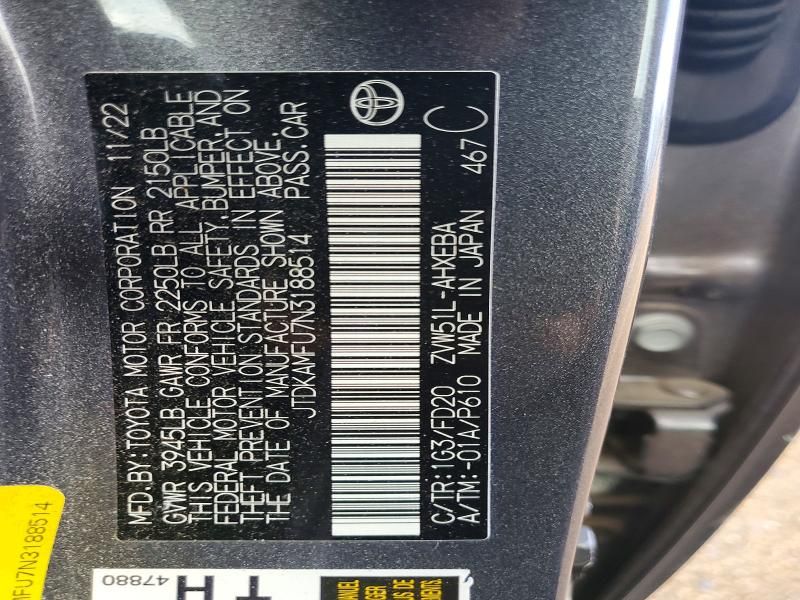 MFD.BY:TOYOTA MOTOR CORPORATION 11/22
GVWR 3945LB GAWR FR 2250LB RR 2150LB
THIS VEHICLE CONFORMS TO ALL APPLICABLE
FEDERAL MOTOR VEHICLE SAFETY,BUMPER,AND
THEFT PREVENTION STANDARDS IN EFFECT ON
THE DATE OF MANUFACTURE SHOWN ABOVE.
JTDKAMFU7N3188514 PASS.CAR
C/TR:1G3/FD20 ZVW51L-AHXEBA
A/TM:-01A/P610 MADE IN JAPAN 467 C
MFU7N3188514
47880
+H